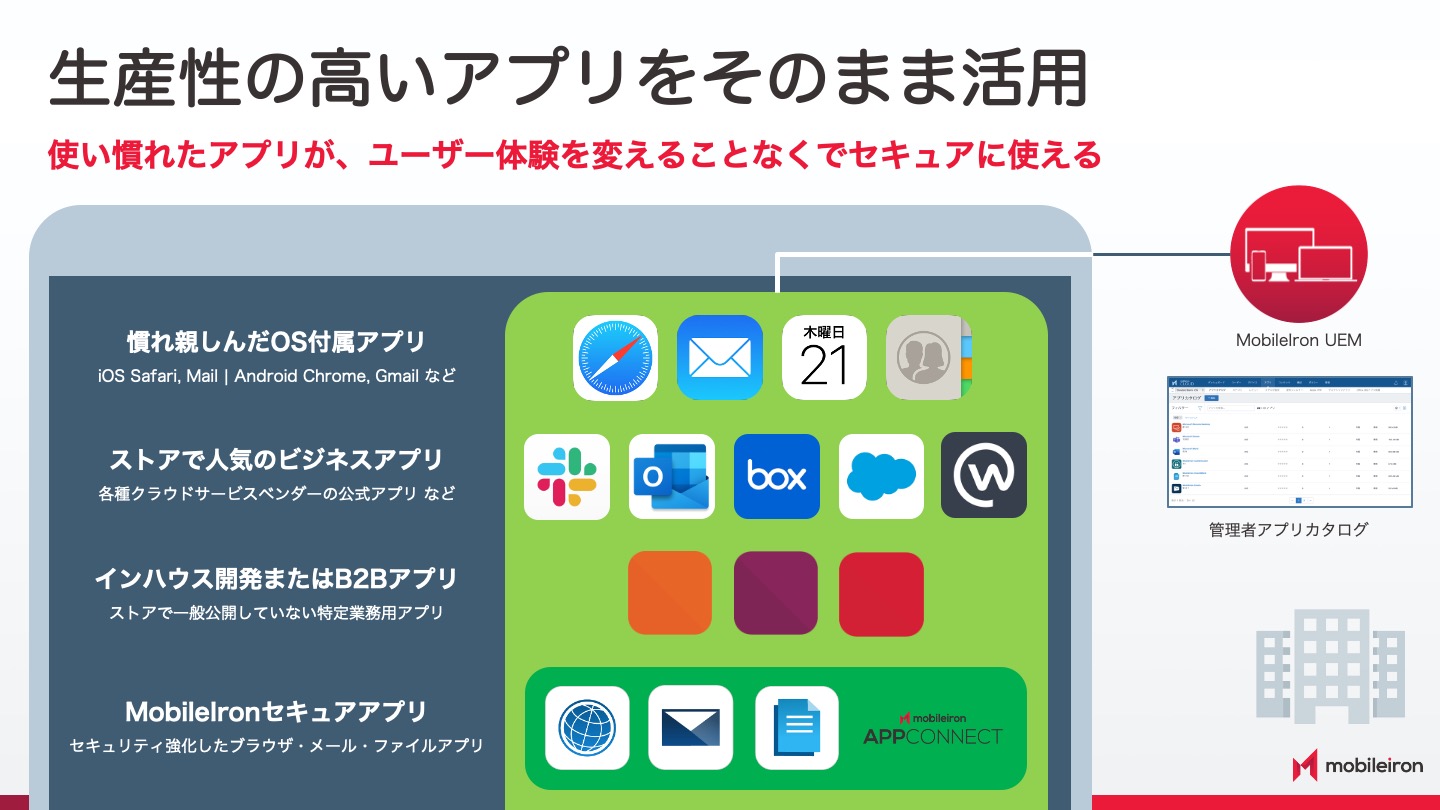 生産性の高いアプリをそのまま活用
使い慣れたアプリが、ユーザー体験を変えることなくでセキュアに使える
慣れ親しんだOS付属アプリ
iOS Safari, Mail | Android Chrome, Gmail など
木曜日
21
ストアで人気のビジネスアプリ
各種クラウドサービスベンダーの公式アプリ など
O
box
W
インハウス開発またはB2Bアプリ
ストアで一般公開していない特定業務用アプリ
MobileIronセキュアアプリ
セキュリティ強化したブラウザ・メール・ファイルアプリ
mobileiron
APPCONNECT
MobileIron UEM
アプリカタログ
管理者アプリカタログ
mobileiron